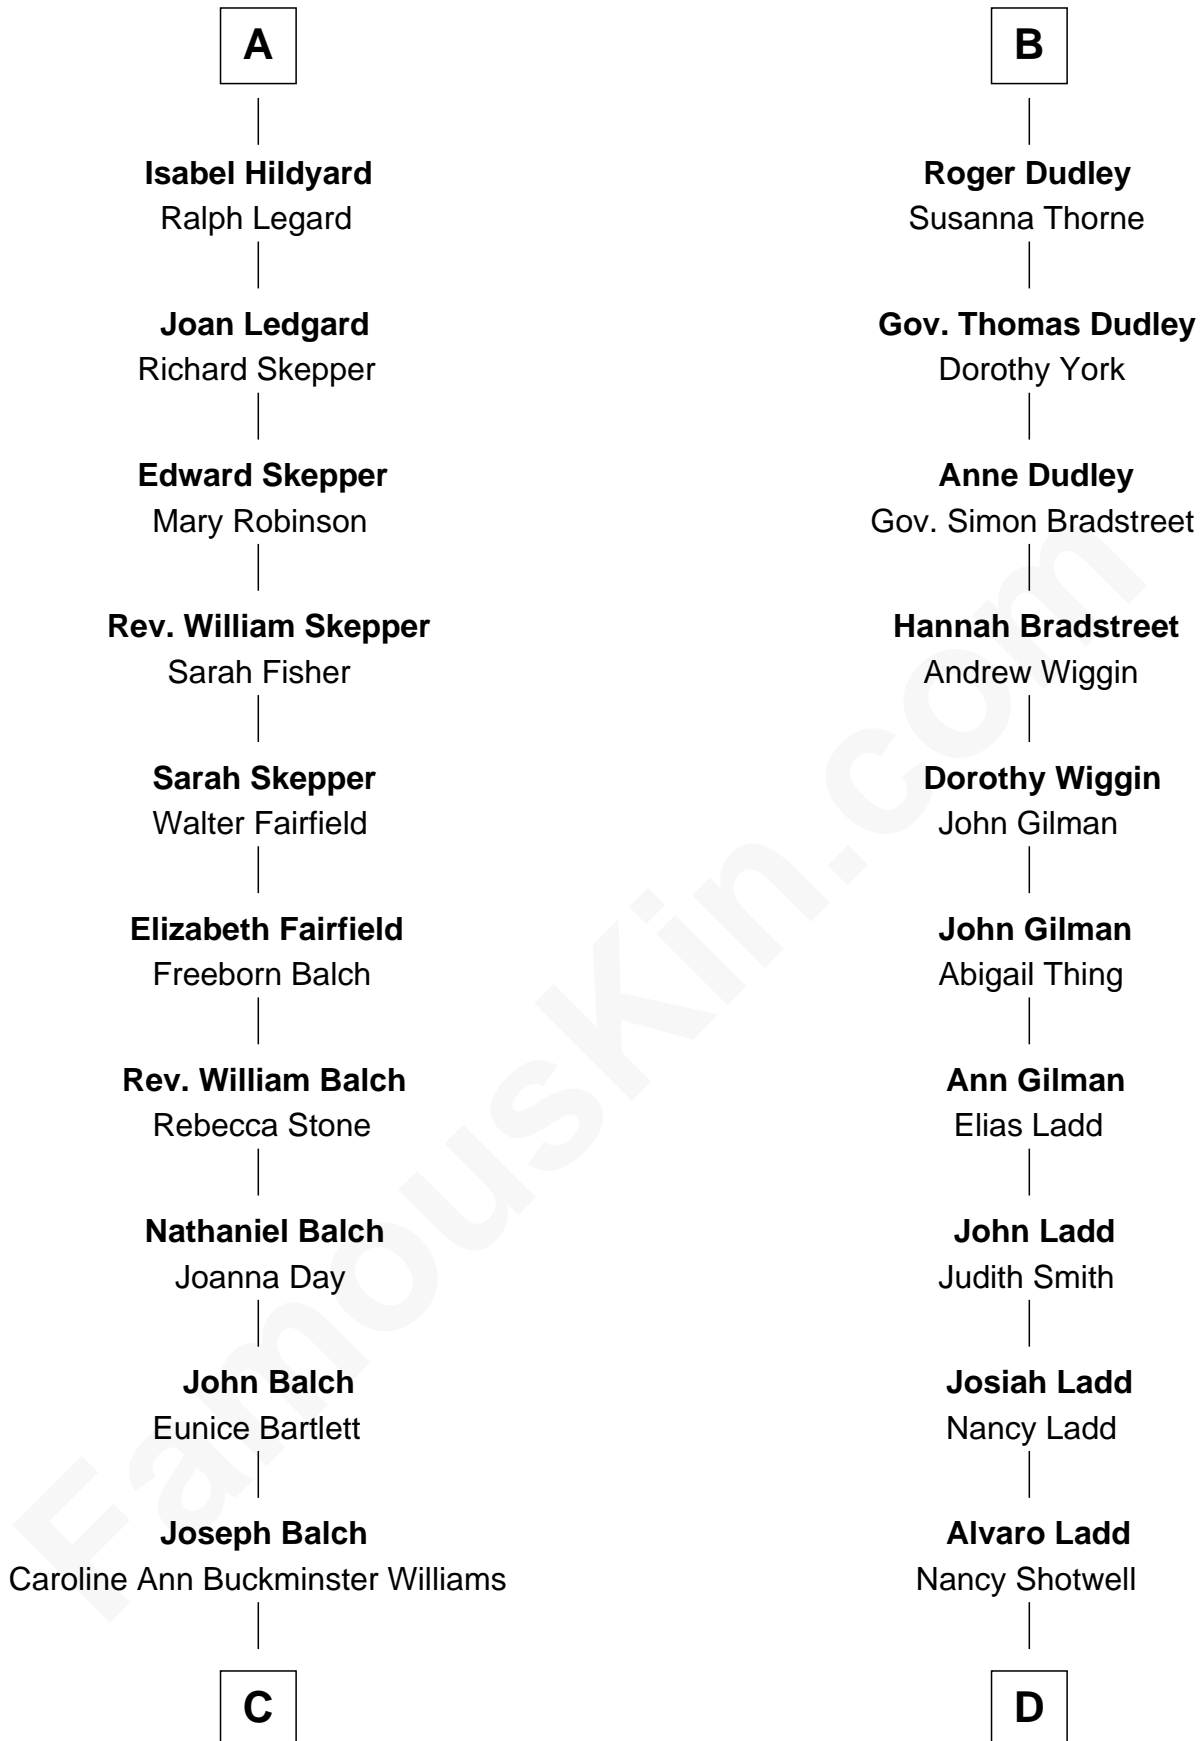 A
Isabel Hildyard
Ralph Legard
Joan Ledgard
Richard Skepper
Edward Skepper
Mary Robinson
Rev. William Skepper
Sarah Fisher
Sarah Skepper
Walter Fairfield
Elizabeth Fairfield
Freeborn Balch
Rev. William Balch
Rebecca Stone
Nathaniel Balch
Joanna Day
John Balch
Eunice Bartlett
Joseph Balch
Caroline Ann Buckminster Williams
C
B
Roger Dudley
Susanna Thorne
Gov. Thomas Dudley
Dorothy York
Anne Dudley
Gov. Simon Bradstreet
Hannah Bradstreet
Andrew Wiggin
Dorothy Wiggin
John Gilman
John Gilman
Abigail Thing
Ann Gilman
Elias Ladd
John Ladd
Judith Smith
Josiah Ladd
Nancy Ladd
Alvaro Ladd
Nancy Shotwell
D
FamousKin.com